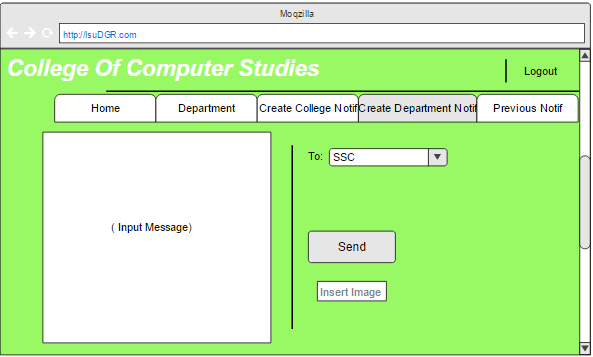 Moqzilla
http://lsuDGR.com
College Of Computer Studies
Logout
Home Department Create College Notif Create Department Notif Previous Notif
To: SSC
( Input Message)
Send
Insert Image